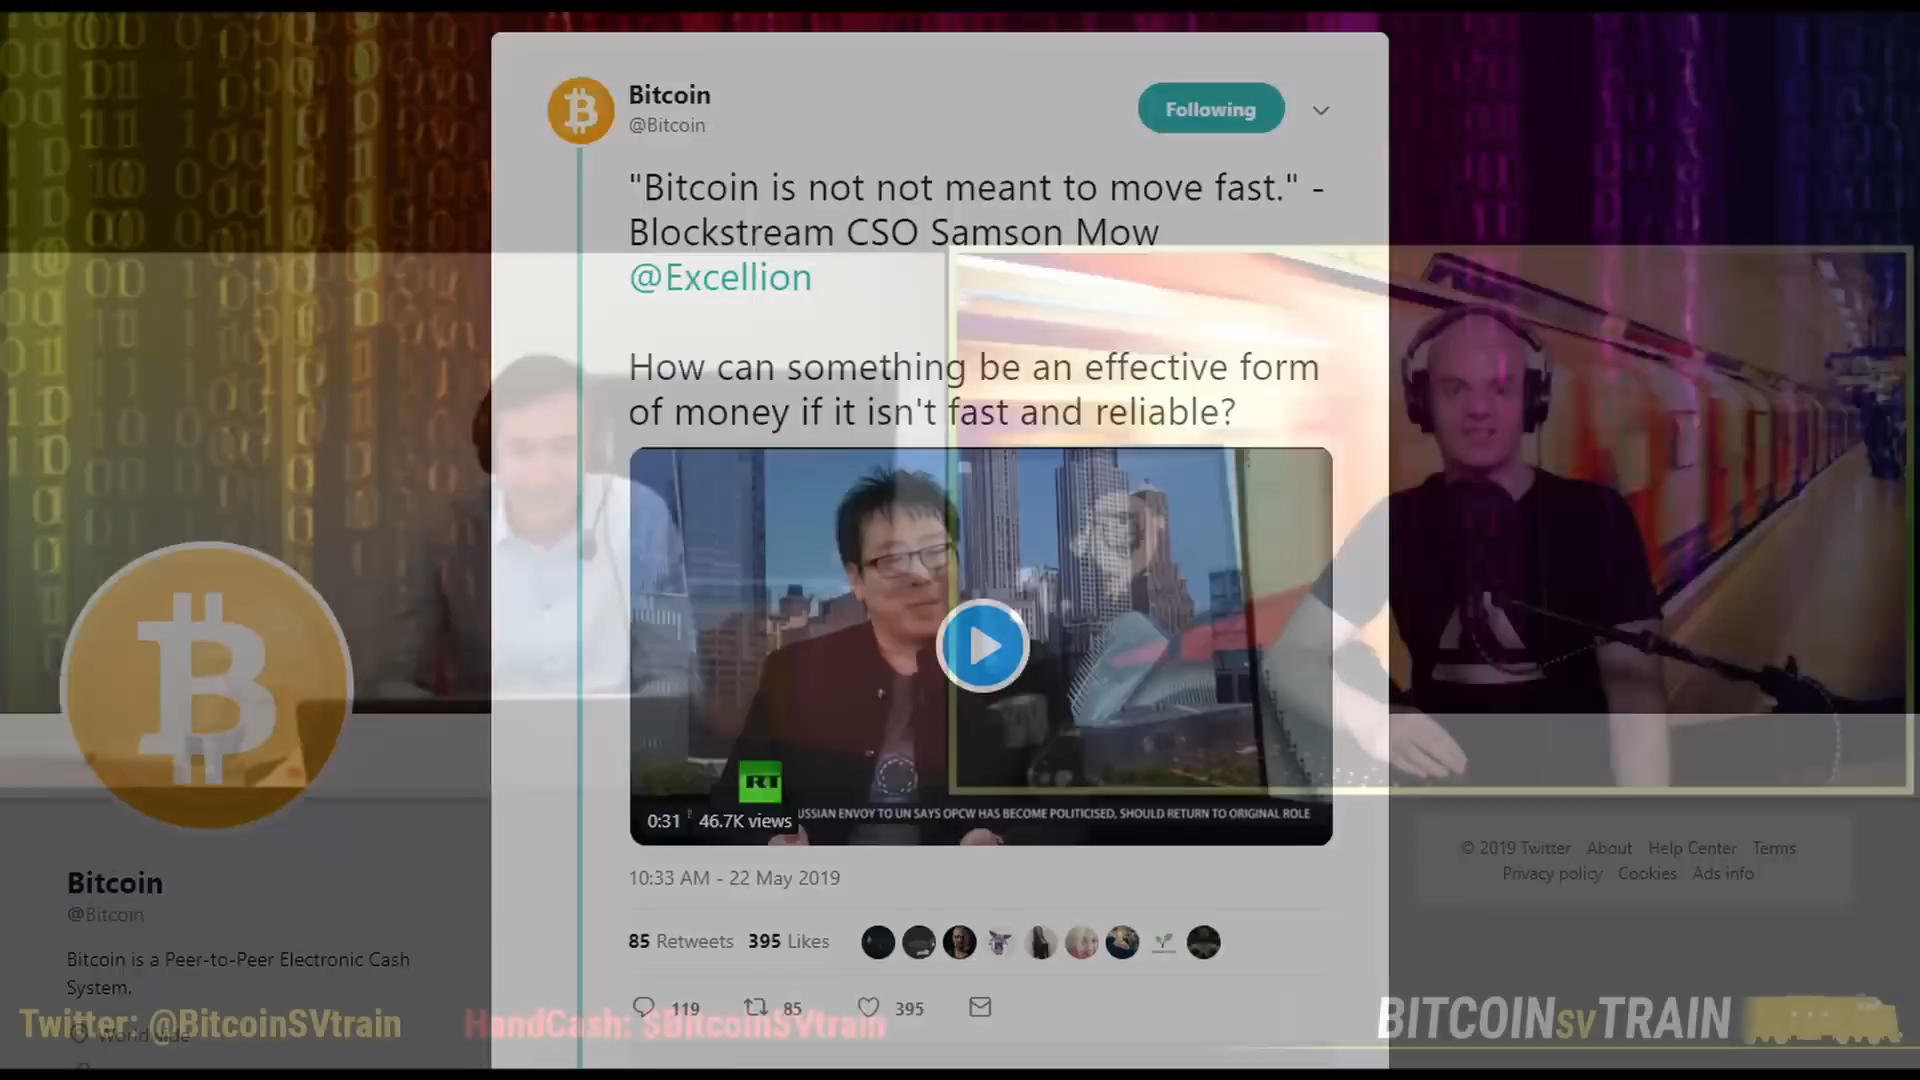 Bitcoin
@Bitcoin
Following
"Bitcoin is not not meant to move fast." -
Blockstream CSO Samson Mow
@Excellion
How can something be an effective form
of money if it isn't fast and reliable?
RT
0:31
46.7K views
USSIAN ENVOY TO UN SAYS OPCW HAS BECOME POLITICISED, SHOULD RETURN TO ORIGINAL ROLE
10:33 AM - 22 May 2019
85 Retweets 395 Likes
119 85 395
Bitcoin
@Bitcoin
Bitcoin is a Peer-to-Peer Electronic Cash
System.
Worldwide
© 2019 Twitter About Help Center Terms
Privacy policy Cookies Ads info
Twitter: @BitcoinSVtrain
HandCash: $BitcoinSVtrain
BITCOINSVTRAIN